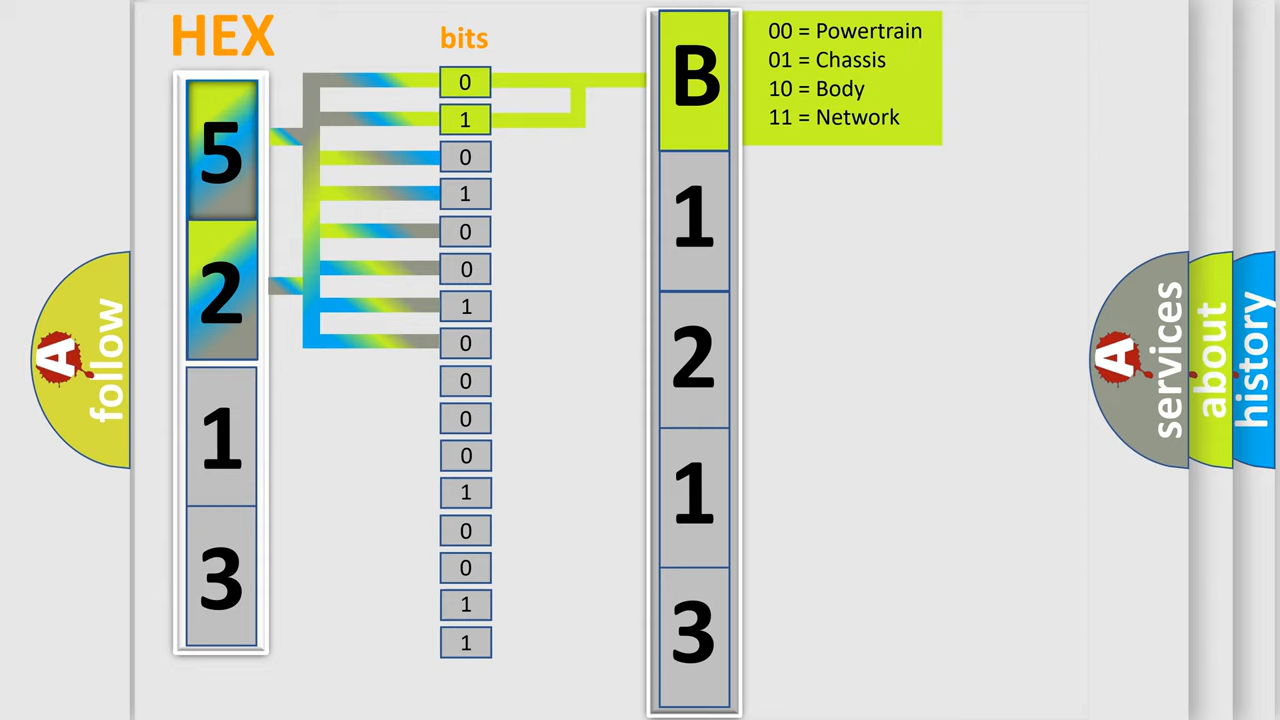 HEX
bits
5
2
1
3
0
1
0
1
0
0
1
0
0
0
0
1
0
0
1
1
B
1
2
1
3
00 = Powertrain
01 = Chassis
10 = Body
11 = Network
A
follow
A
services
about
history